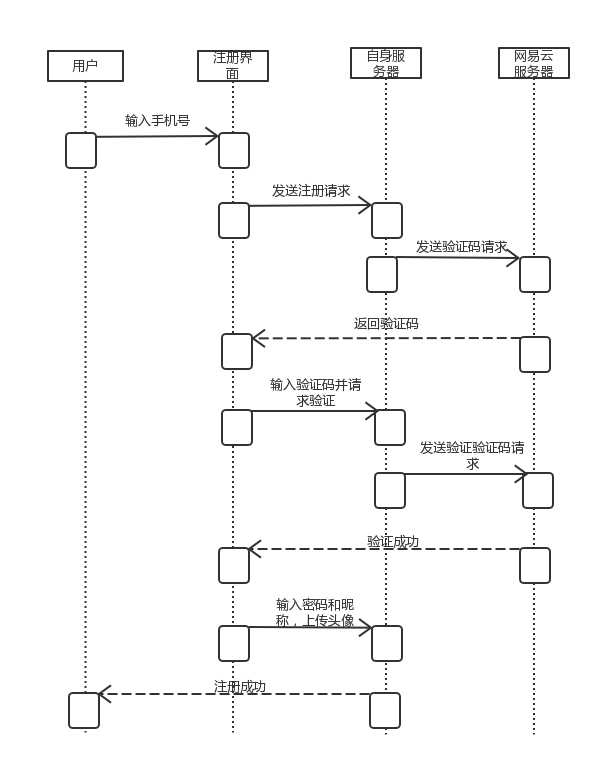 用户
注册界
面
自身服
务器
网易云
服务器
输入手机号
发送注册请求
发送验证码请求
返回验证码
输入验证码并请
求验证
发送验证验证码请
求
验证成功
输入密码和昵
称，上传头像
注册成功